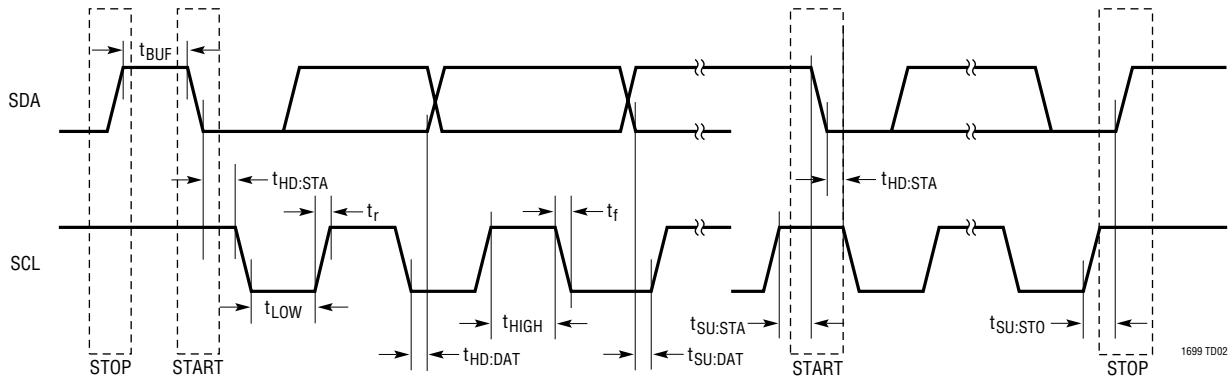 SDA
SCL
tBUF
tHD:STA
tr
tf
tHD:STA
tLOW
tHIGH
tSU:STA
tSU:STO
tHD:DAT
tSU:DAT
STOP
START
START
STOP
1699 TD02